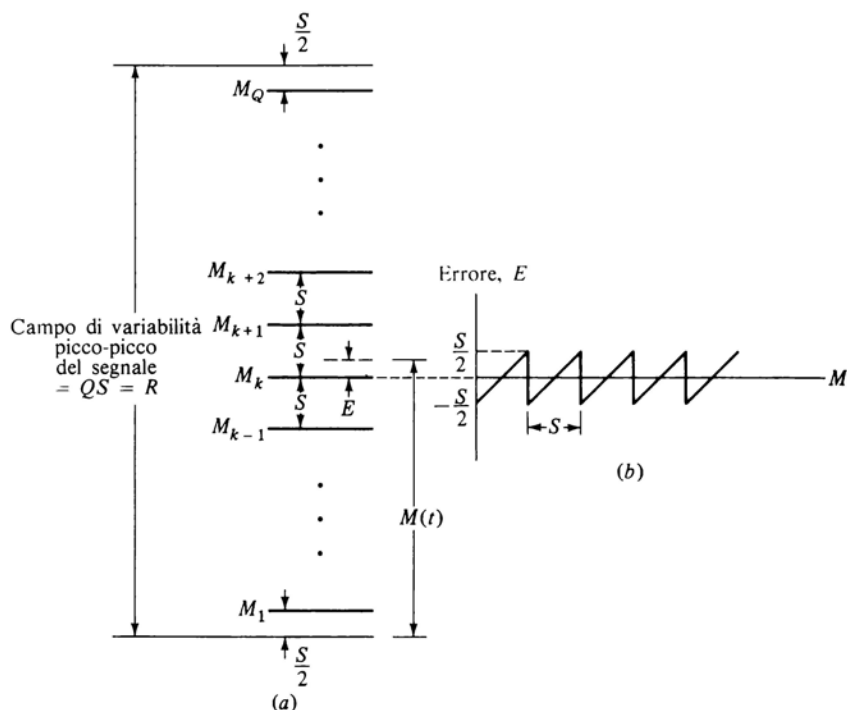 S/2
M_Q
M_{k+2}
S
M_{k+1}
S
M_k
S
E
M_{k-1}
M_1
S/2
Campo di variabilità
picco-picco
del segnale
= QS = R
M(t)
(a)
Errore, E
S/2
-S/2
S
M
(b)